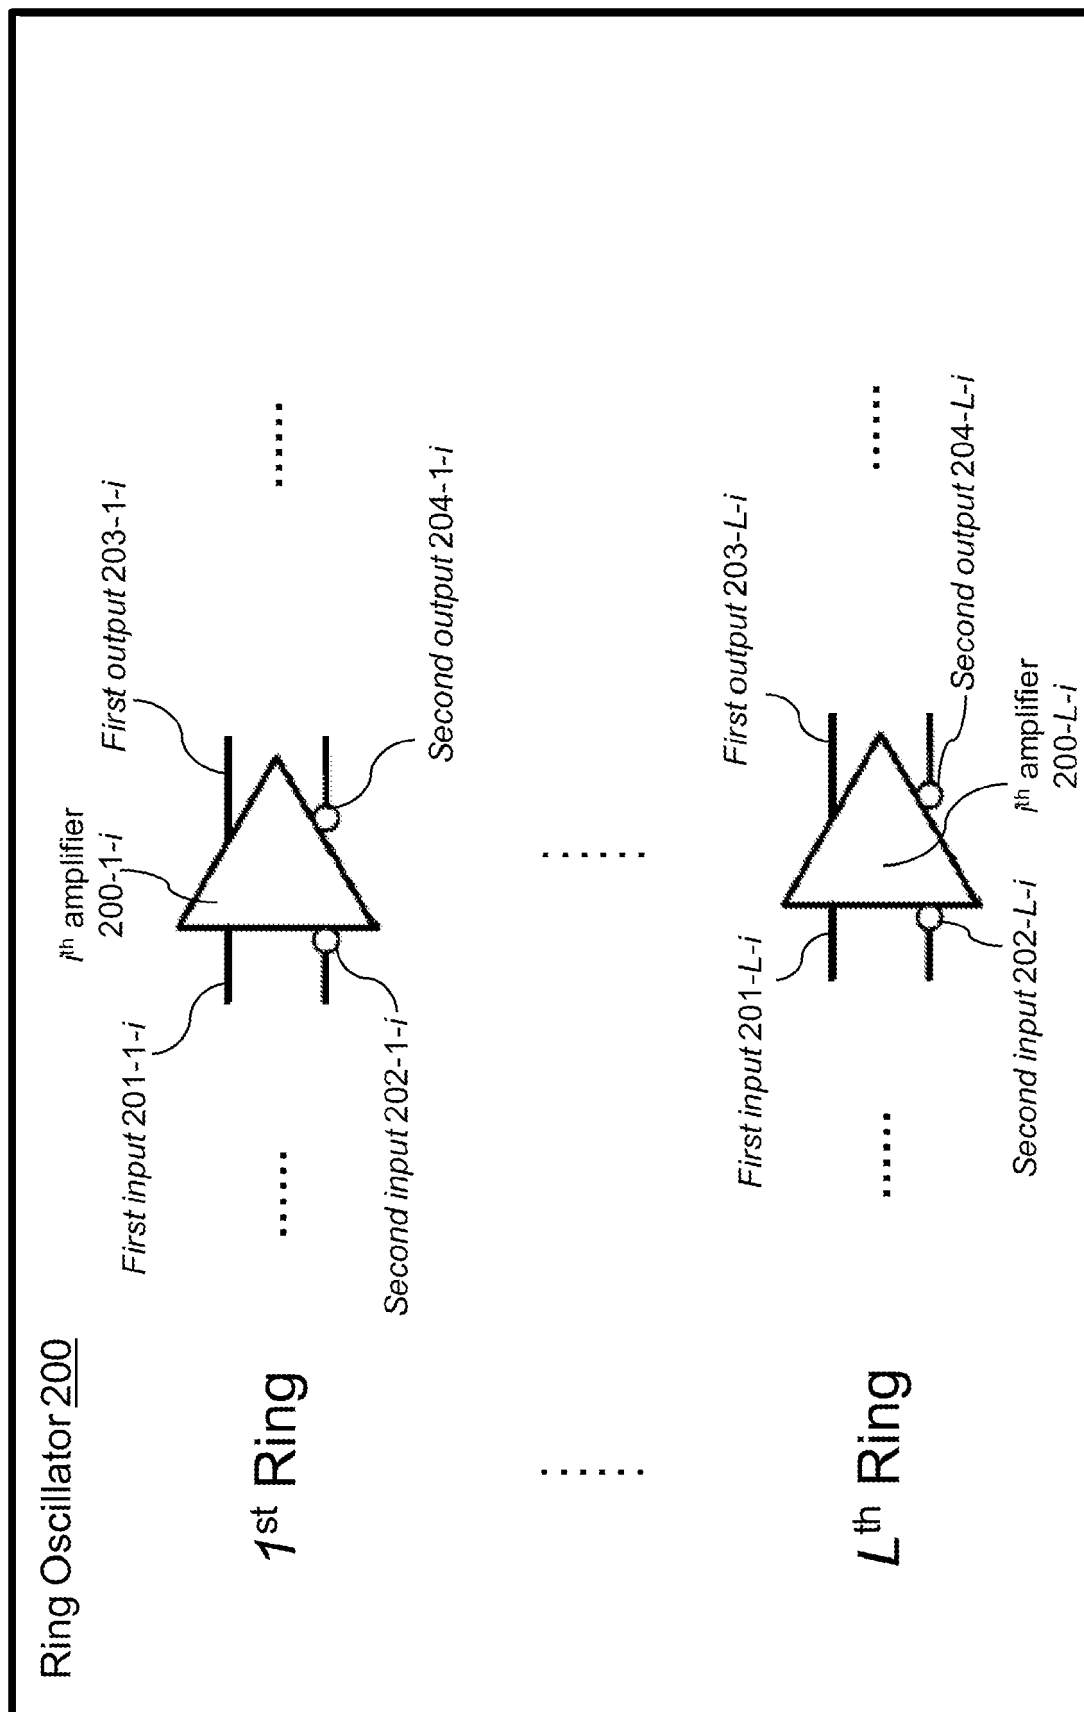 Ring Oscillator 200
1st Ring
ith amplifier
200-1-i
First input 201-1-i
First output 203-1-i
Second input 202-1-i
Second output 204-1-i
Lth Ring
First input 201-L-i
First output 203-L-i
Second input 202-L-i
Second output 204-L-i
ith amplifier
200-L-i